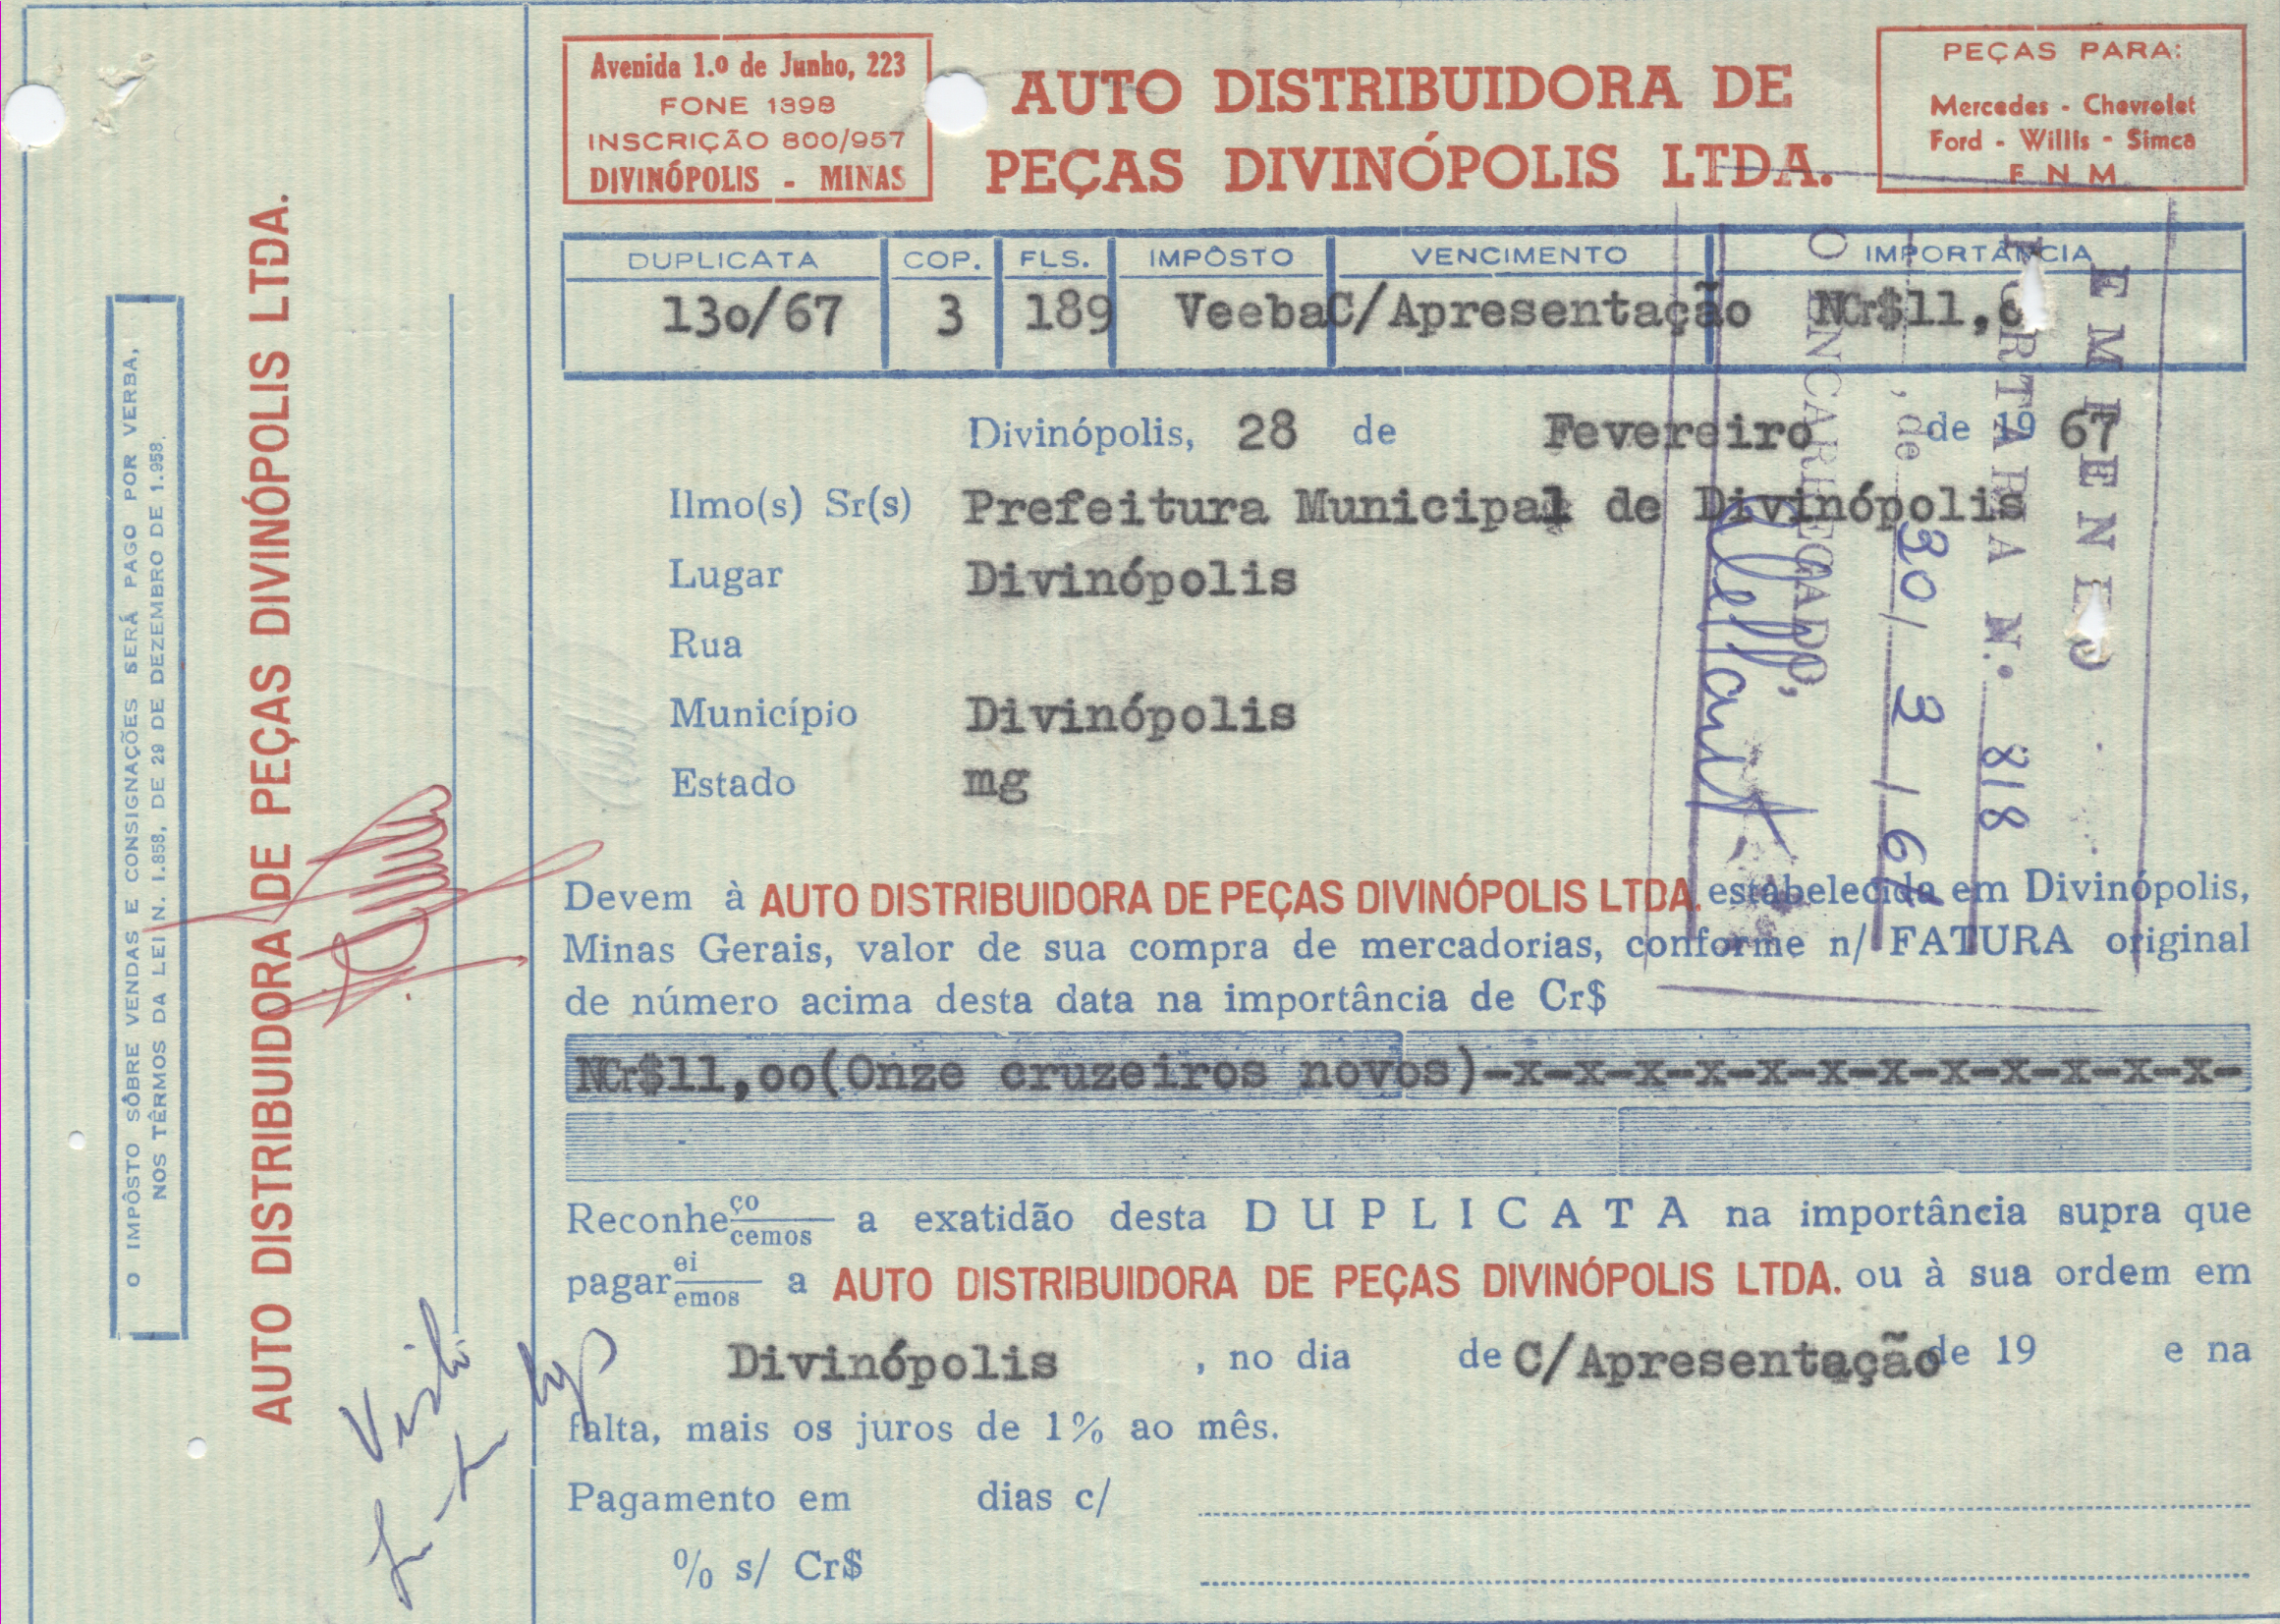 Avenida 1.o de Junho, 223
FONE 1398
INSCRIÇÃO 800/957
DIVINÓPOLIS - MINAS
AUTO DISTRIBUIDORA DE
PEÇAS DIVINÓPOLIS LTDA.
PEÇAS PARA:
Mercedes - Chevrolet
Ford - Willis - Simca
F N M
DUPLICATA COP. FLS. IMPÔSTO VENCIMENTO IMPORTÂNCIA
13o/67 3 189 Veeba C/Apresentação NCr$11,o
Divinópolis, 28 de Fevereiro de 19 67
Ilmo(s) Sr(s) Prefeitura Municipal de Divinópolis
Lugar Divinópolis
Rua
Município Divinópolis
Estado mg
Devem à AUTO DISTRIBUIDORA DE PEÇAS DIVINÓPOLIS LTDA. estabelecida em Divinópolis,
Minas Gerais, valor de sua compra de mercadorias, conforme n/ FATURA original
de número acima desta data na importância de Cr$
NCr$11,oo(Onze cruzeiros novos)-x-x-x-x-x-x-x-x-x-x-x-x-
Reconhe ço/cemos a exatidão desta DUPLICATA na importância supra que
pagar ei/emos a AUTO DISTRIBUIDORA DE PEÇAS DIVINÓPOLIS LTDA. ou à sua ordem em
Divinópolis , no dia de C/Apresentação de 19 e na
falta, mais os juros de 1% ao mês.
Pagamento em dias c/
% s/ Cr$
O IMPÔSTO SÔBRE VENDAS E CONSIGNAÇÕES SERÁ PAGO POR VERBA,
NOS TÊRMOS DA LEI N. 1.858, DE 29 DE DEZEMBRO DE 1.958.
AUTO DISTRIBUIDORA DE PEÇAS DIVINÓPOLIS LTDA.
Visto
EMPENHO
PORTARIA N. 818
30/3/67
O ENCARREGADO,